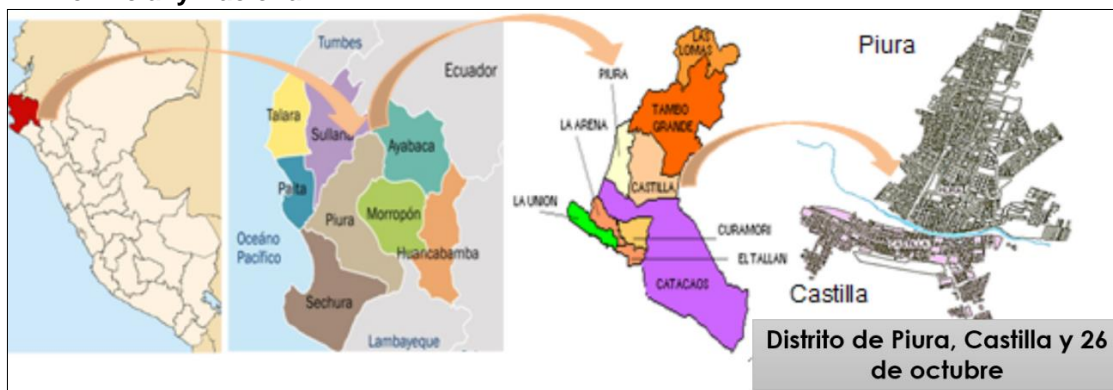 Tumbes
Ecuador
Talara
Sullana
Ayabaca
Paita
Piura
Morropón
Huancabamba
Oceáno
Pacífico
Sechura
Lambayeque
LAS
LOMAS
PIURA
TAMBO
GRANDE
LA ARENA
CASTILLA
LA UNION
CURAMORI
EL TALLAN
CATACAOS
Piura
Castilla
Distrito de Piura, Castilla y 26
de octubre